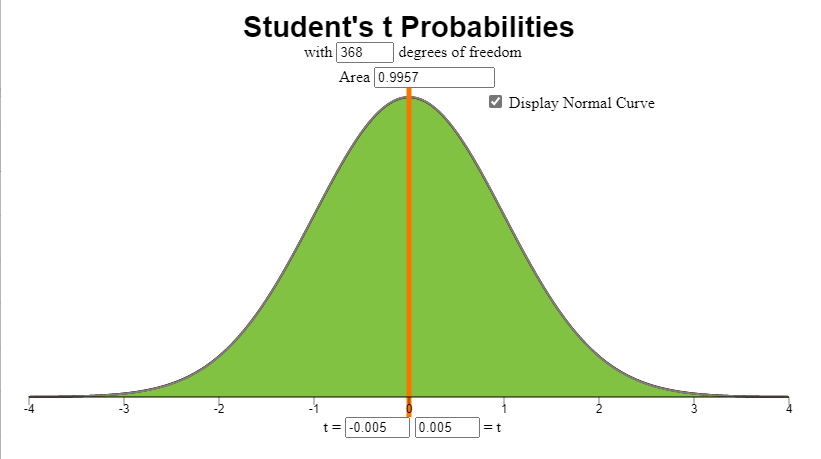 Student's t Probabilities
with 368 degrees of freedom
Area 0.9957
Display Normal Curve
-4 -3 -2 -1 0 1 2 3 4
t = -0.005 0.005 = t